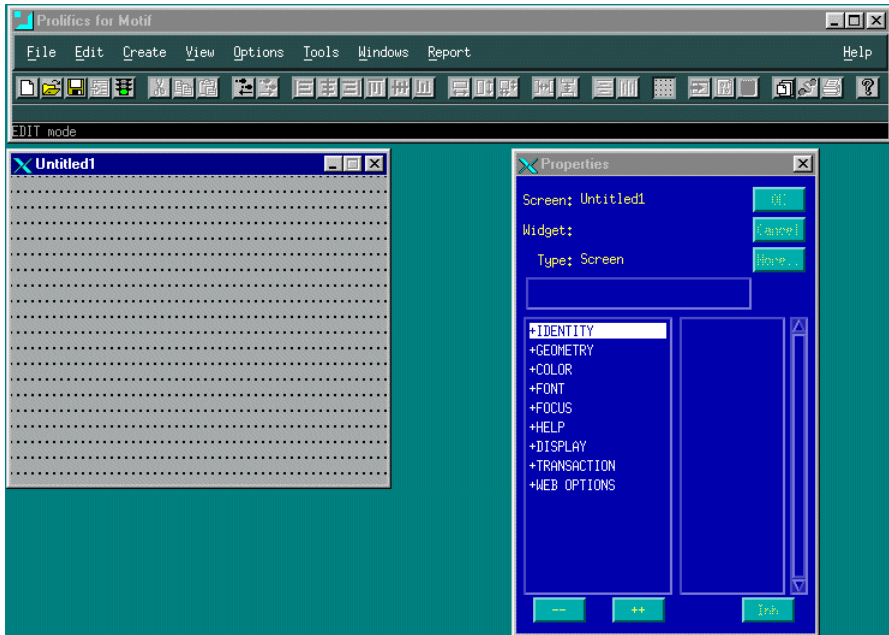 Prolifics for Motif
File Edit Create View Options Tools Windows Report Help
EDIT mode
Untitled1
Properties
Screen: Untitled1
OK
Widget:
Cancel
Type: Screen
More..
+IDENTITY
+GEOMETRY
+COLOR
+FONT
+FOCUS
+HELP
+DISPLAY
+TRANSACTION
+WEB OPTIONS
-- ++ Inh